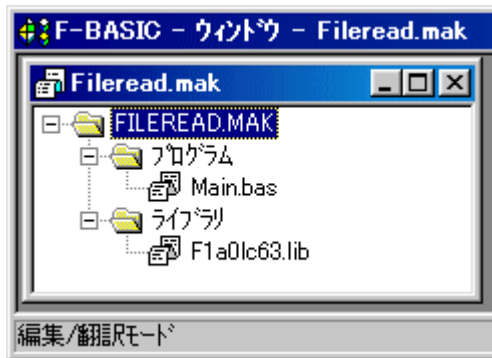 F-BASIC - ウィンドウ - Fileread.mak
Fileread.mak
FILEREAD.MAK
プログラム
Main.bas
ライブラリ
F1a0lc63.lib
編集/翻訳モード